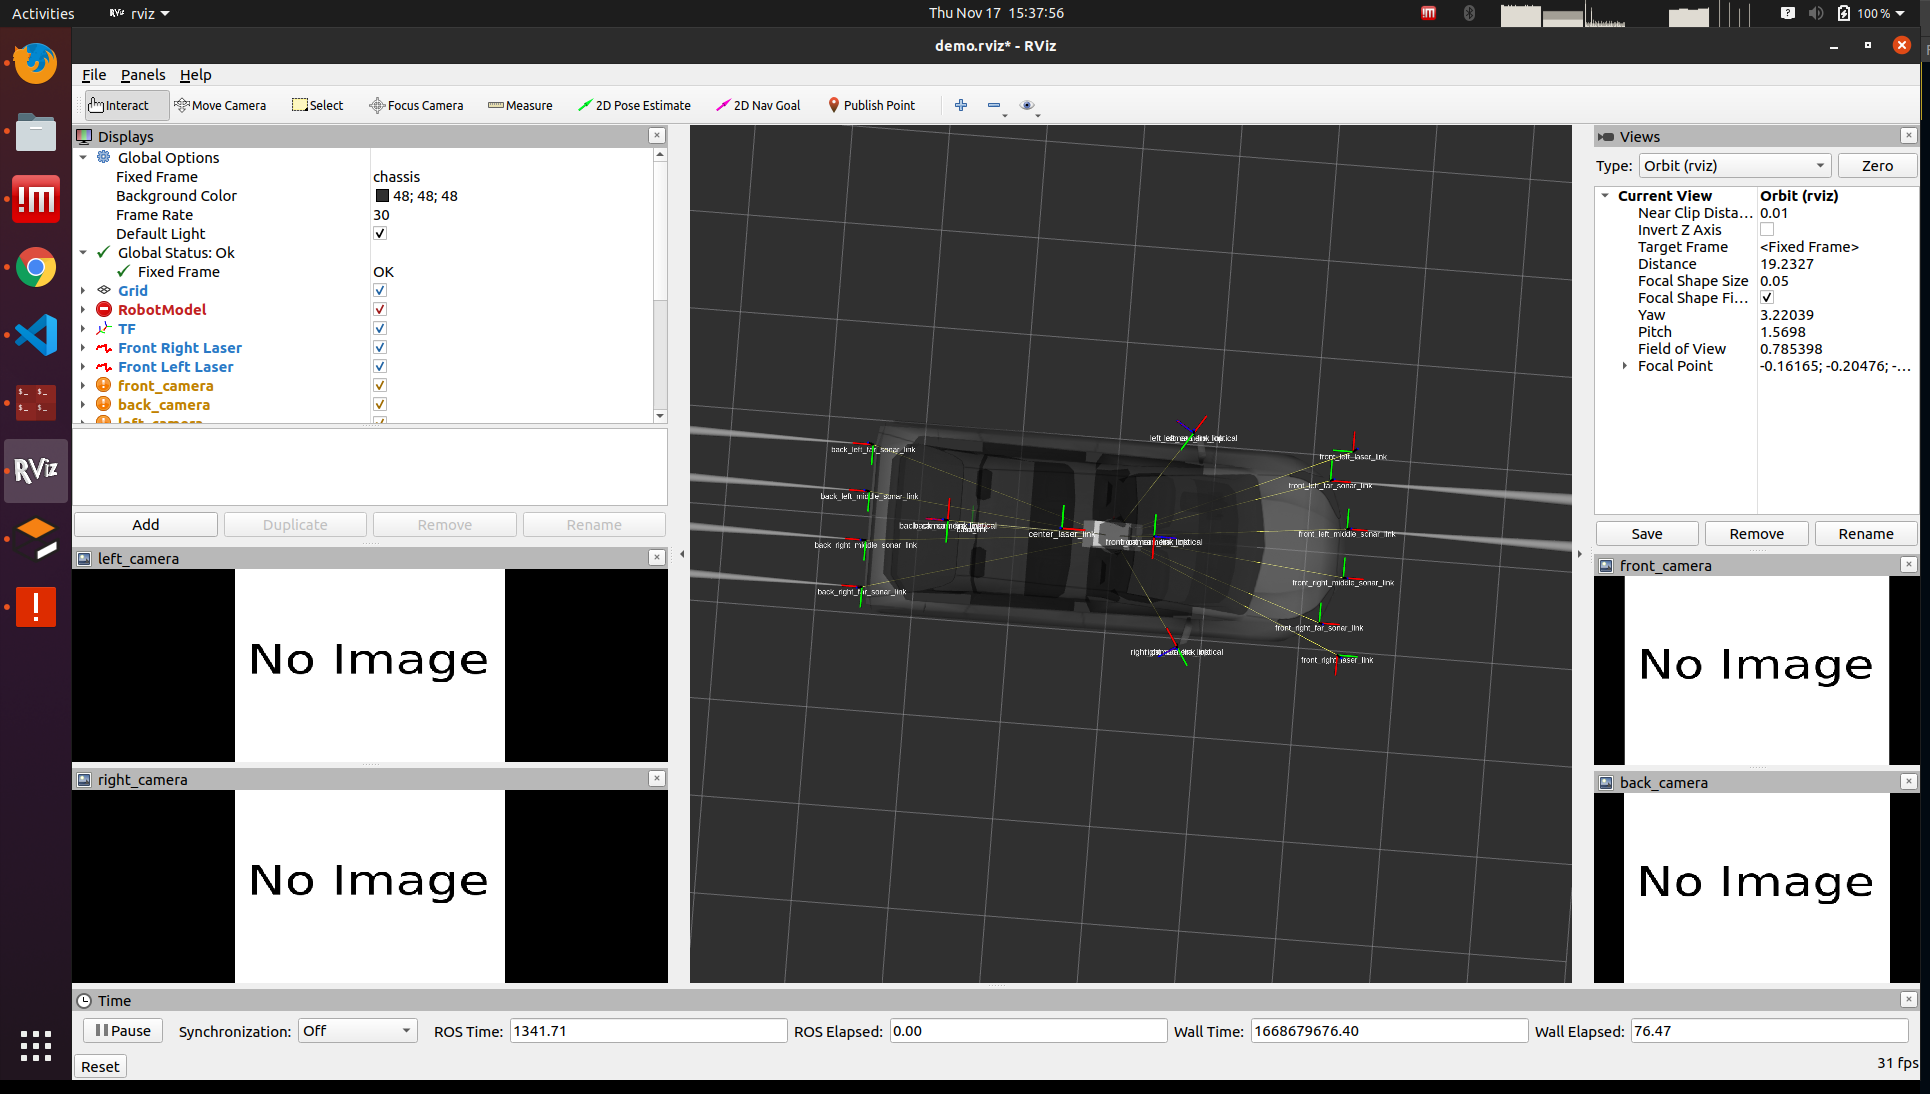 Activities
RViz rviz
Thu Nov 17 15:37:56
!m
?
100 %
demo.rviz* - RViz
File Panels Help
Interact Move Camera Select Focus Camera Measure 2D Pose Estimate 2D Nav Goal Publish Point
Displays
Global Options
Fixed Frame chassis
Background Color 48; 48; 48
Frame Rate 30
Default Light
Global Status: Ok
Fixed Frame OK
Grid
RobotModel
TF
Front Right Laser
Front Left Laser
front_camera
back_camera
left_camera
Add Duplicate Remove Rename
left_camera
No Image
right_camera
No Image
back_left_far_sonar_link
back_left_middle_sonar_link
back_right_middle_sonar_link
back_right_far_sonar_link
center_laser_link
front_left_laser_link
front_left_far_sonar_link
front_left_middle_sonar_link
front_right_middle_sonar_link
front_right_far_sonar_link
front_right_laser_link
Views
Type: Orbit (rviz) Zero
Current View Orbit (rviz)
Near Clip Dista... 0.01
Invert Z Axis
Target Frame <Fixed Frame>
Distance 19.2327
Focal Shape Size 0.05
Focal Shape Fi...
Yaw 3.22039
Pitch 1.5698
Field of View 0.785398
Focal Point -0.16165; -0.20476; -...
Save Remove Rename
front_camera
No Image
back_camera
No Image
Time
Pause Synchronization: Off ROS Time: 1341.71 ROS Elapsed: 0.00 Wall Time: 1668679676.40 Wall Elapsed: 76.47
Reset
31 fps
!m
RViz